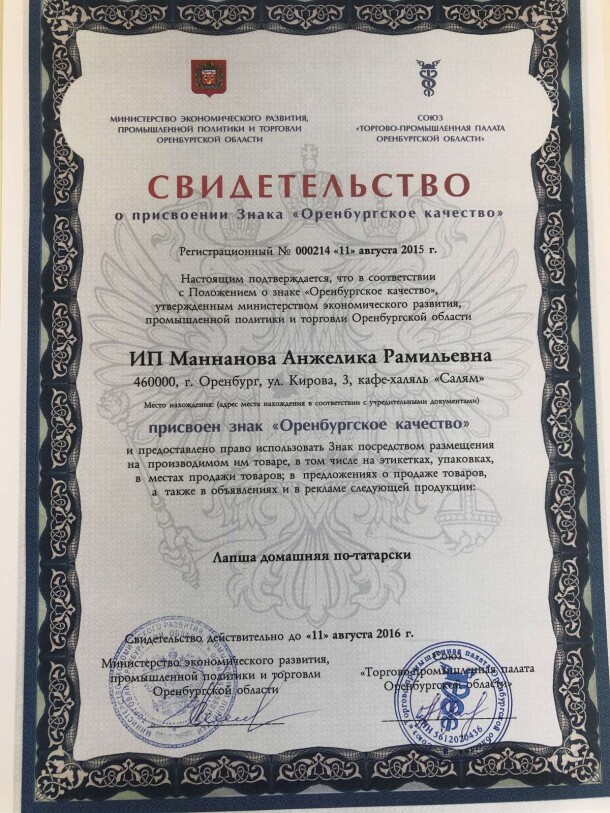 МИНИСТЕРСТВО ЭКОНОМИЧЕСКОГО РАЗВИТИЯ,
ПРОМЫШЛЕННОЙ ПОЛИТИКИ И ТОРГОВЛИ
ОРЕНБУРГСКОЙ ОБЛАСТИ
СОЮЗ
"ТОРГОВО-ПРОМЫШЛЕННАЯ ПАЛАТА
ОРЕНБУРГСКОЙ ОБЛАСТИ"
СВИДЕТЕЛЬСТВО
о присвоении Знака «Оренбургское качество»
Регистрационный № 000214 «11» августа 2015 г.
Настоящим подтверждается, что в соответствии
с Положением о знаке «Оренбургское качество»,
утвержденным министерством экономического развития,
промышленной политики и торговли Оренбургской области
ИП Маннанова Анжелика Рамильевна
460000, г. Оренбург, ул. Кирова, 3, кафе-халяль «Салям»
Место нахождения: (адрес места нахождения в соответствии с учредительными документами)
присвоен знак «Оренбургское качество»
и предоставлено право использовать Знак посредством размещения
на производимом им товаре, в том числе на этикетках, упаковках,
в местах продажи товаров; в предложениях о продаже товаров,
а также в объявлениях и в рекламе следующей продукции:
Лапша домашняя по-татарски
Свидетельство действительно до «11» августа 2016 г.
Министерство экономического развития,
промышленной политики и торговли
Оренбургской области
Союз
"Торгово-промышленная палата
Оренбургской области"